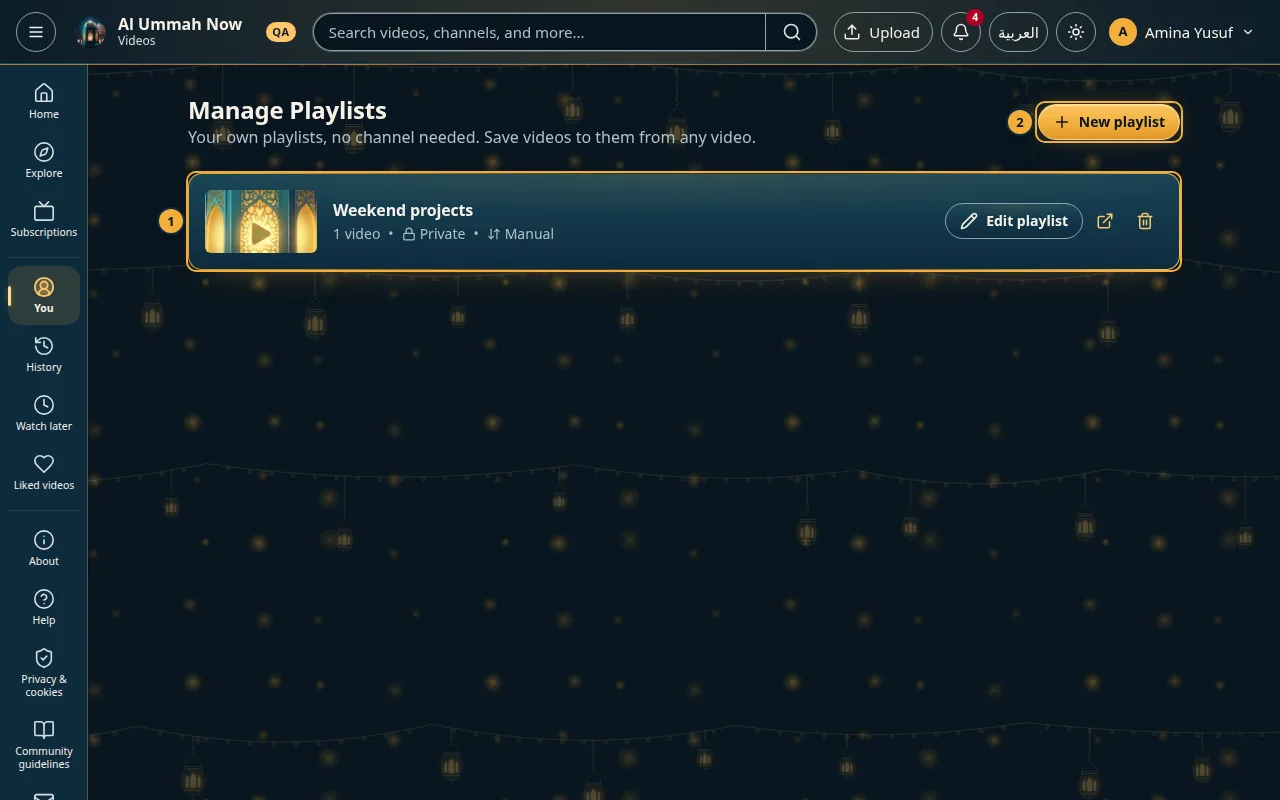 Al Ummah Now
Videos
QA
Search videos, channels, and more...
Upload
4
العربية
A
Amina Yusuf
Home
Explore
Subscriptions
You
History
Watch later
Liked videos
About
Help
Privacy &
cookies
Community
guidelines
Manage Playlists
Your own playlists, no channel needed. Save videos to them from any video.
2
New playlist
1
Weekend projects
1 video • Private • Manual
Edit playlist